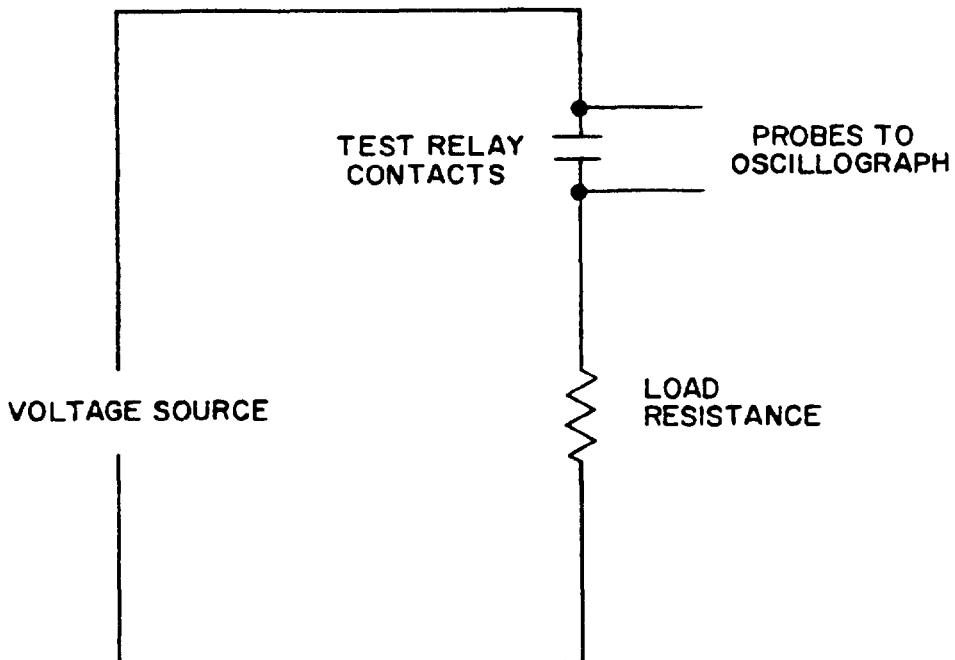 TEST RELAY
CONTACTS
PROBES TO
OSCILLOGRAPH
VOLTAGE SOURCE
LOAD
RESISTANCE